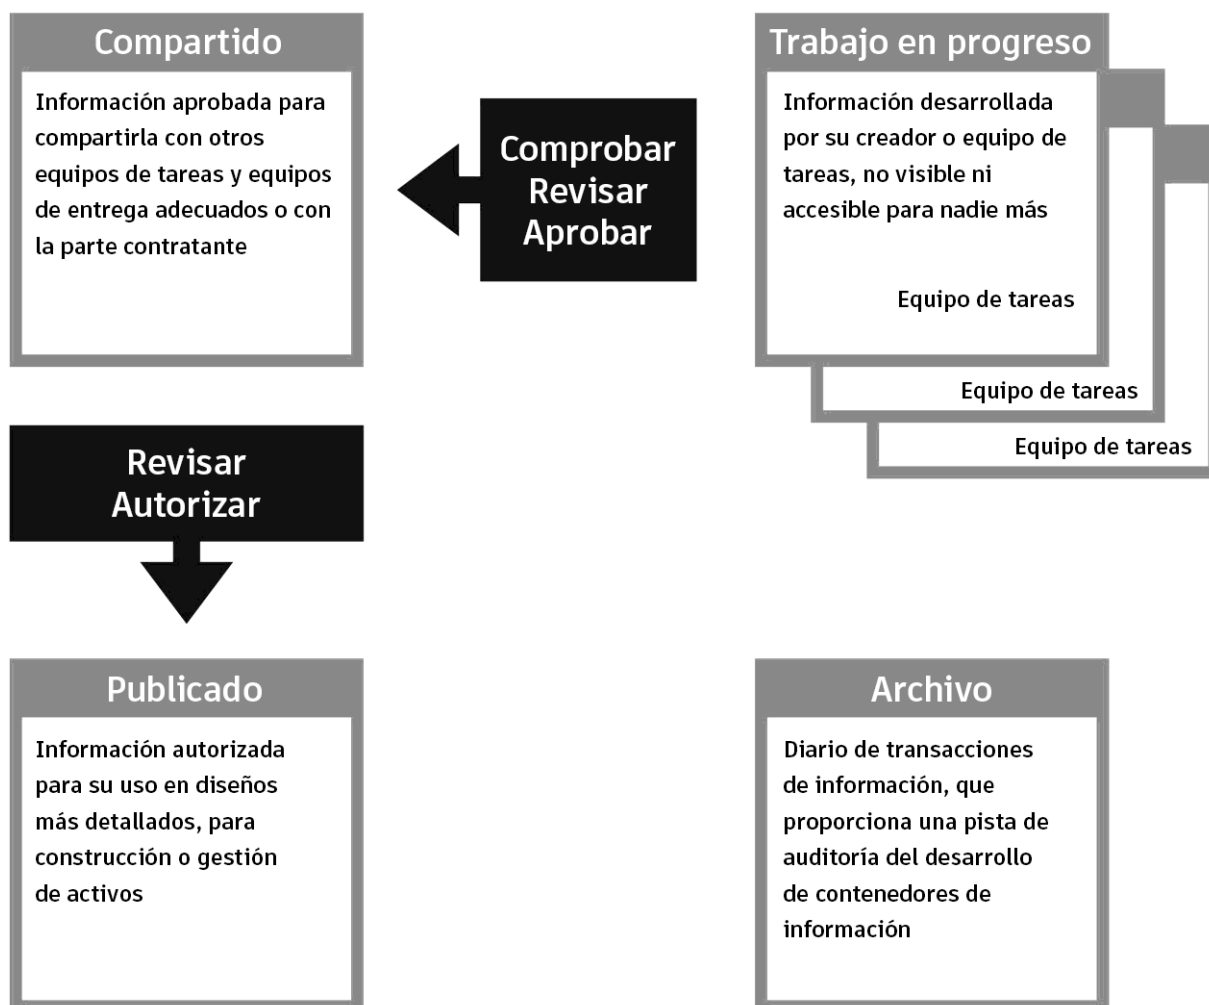 Compartido
Información aprobada para
compartirla con otros
equipos de tareas y equipos
de entrega adecuados o con
la parte contratante
Comprobar
Revisar
Aprobar
Trabajo en progreso
Información desarrollada
por su creador o equipo de
tareas, no visible ni
accesible para nadie más
Equipo de tareas
Equipo de tareas
Equipo de tareas
Revisar
Autorizar
Publicado
Información autorizada
para su uso en diseños
más detallados, para
construcción o gestión
de activos
Archivo
Diario de transacciones
de información, que
proporciona una pista de
auditoría del desarrollo
de contenedores de
información